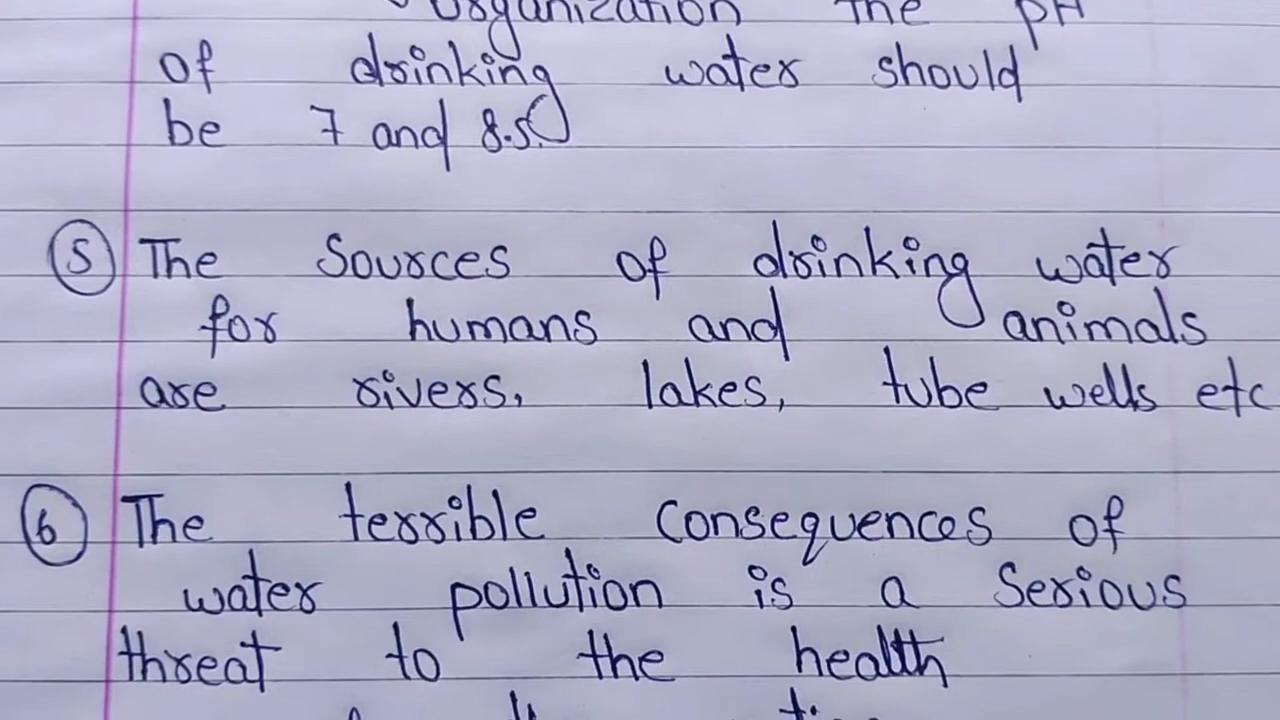 Organization the pH
of drinking water should
be 7 and 8.5.
5 The Sources of drinking water
for humans and animals
are rivers, lakes, tube wells etc
6 The terrible consequences of
water pollution is a Serious
threat to the health